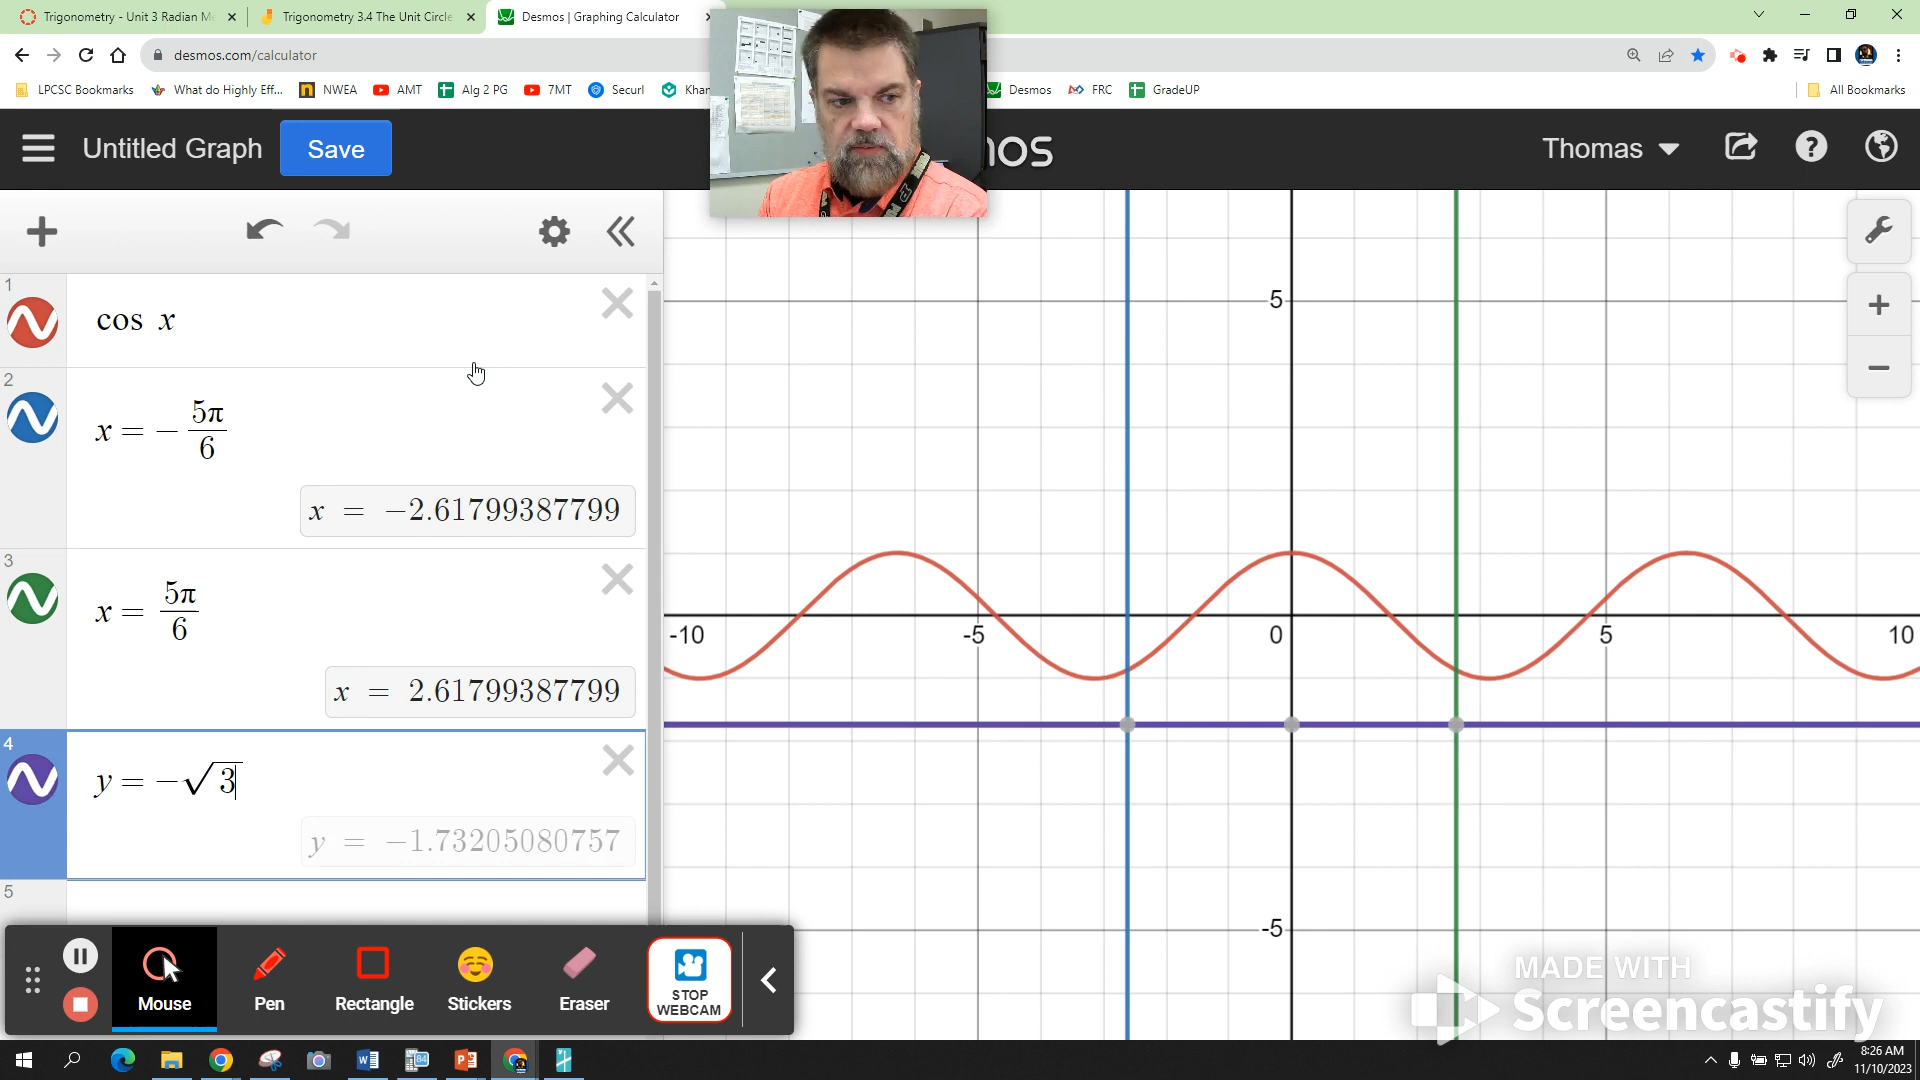 Trigonometry - Unit 3 Radian M
Trigonometry 3.4 The Unit Circle
Desmos | Graphing Calculator
desmos.com/calculator
LPCSC Bookmarks
What do Highly Eff...
NWEA
AMT
Alg 2 PG
7MT
Securl
Khan
Desmos
FRC
GradeUP
All Bookmarks
Untitled Graph
Save
mos
Thomas
1
cos x
2
x = −5π/6
x = −2.61799387799
3
x = 5π/6
x = 2.61799387799
4
y = −√3
y = −1.73205080757
5
5
-10
-5
0
5
10
-5
Mouse
Pen
Rectangle
Stickers
Eraser
STOP
WEBCAM
MADE WITH
Screencastify
8:26 AM
11/10/2023